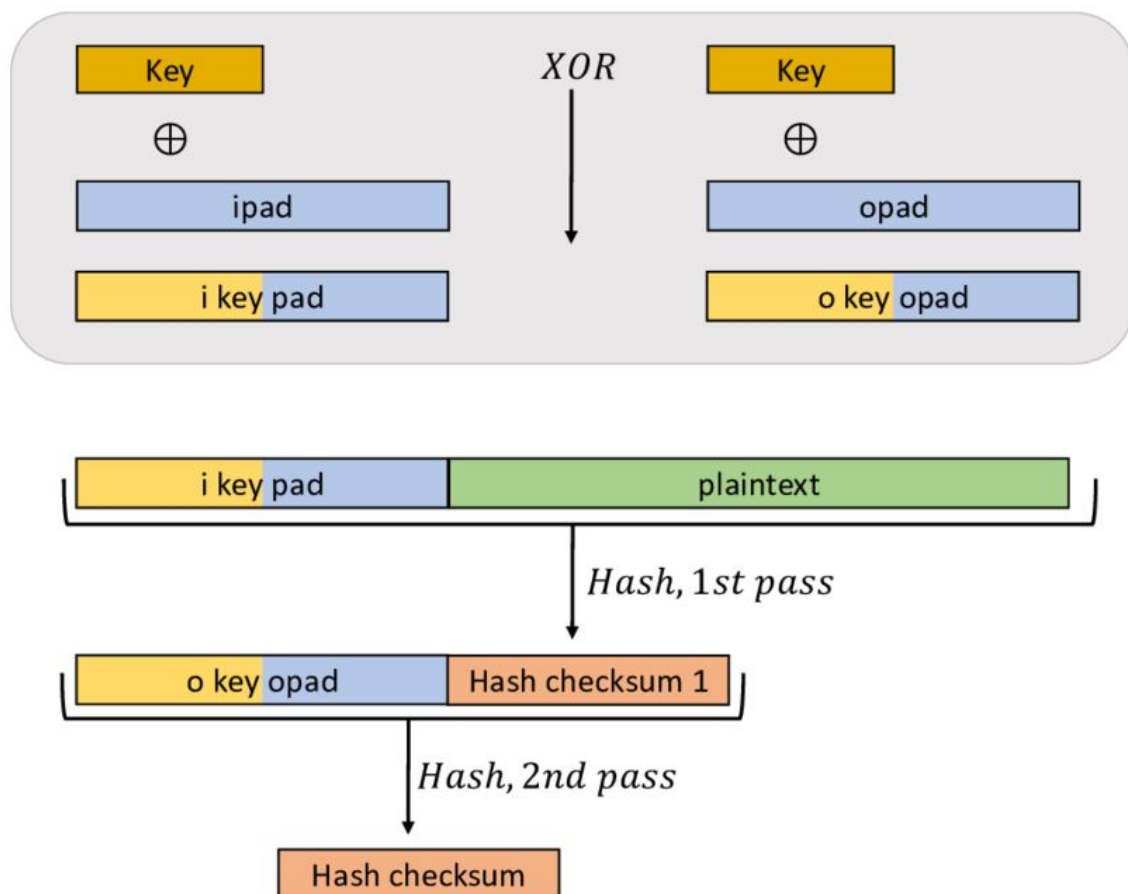 Key
XOR
Key
⊕
⊕
ipad
opad
i key pad
o key opad
i key pad
plaintext
Hash, 1st pass
o key opad
Hash checksum 1
Hash, 2nd pass
Hash checksum